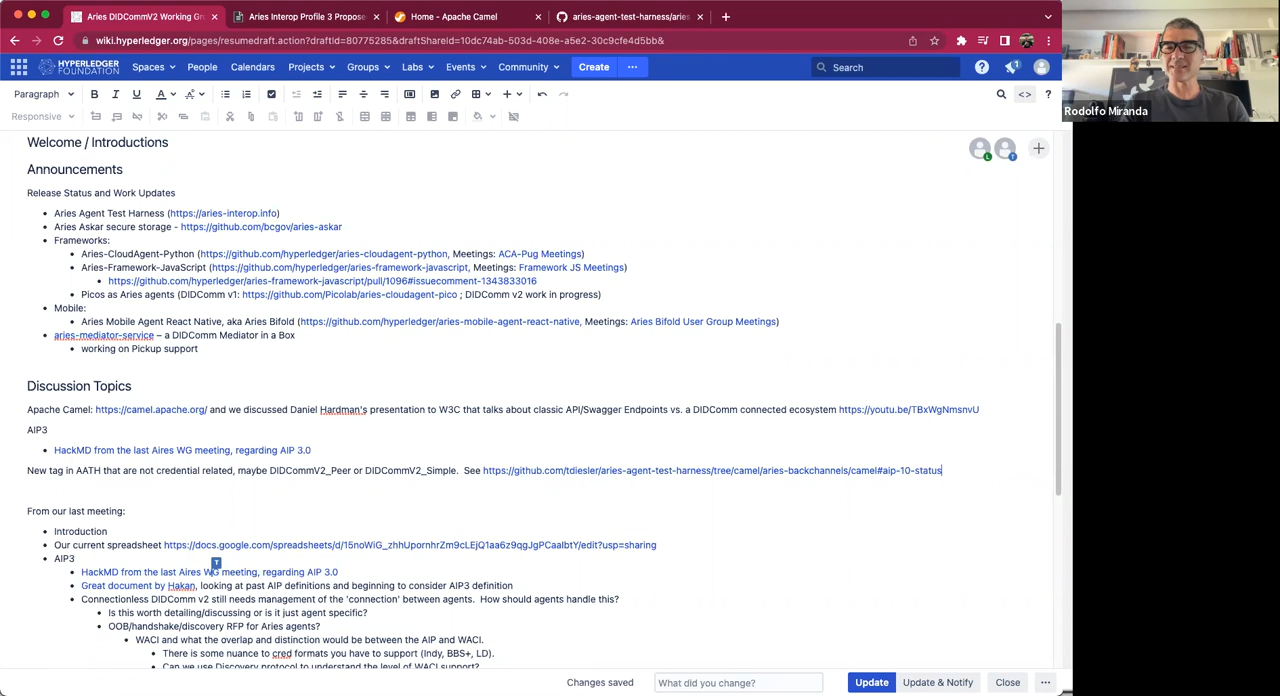 Aries DIDCommV2 Working Gr
Aries Interop Profile 3 Propose
Home - Apache Camel
aries-agent-test-harness/aries
wiki.hyperledger.org/pages/resumedraft.action?draftId=80775285&draftShareId=10dc74ab-503d-408e-a5e2-30c9cfe4d5bb&
HYPERLEDGER FOUNDATION
Spaces People Calendars Projects Groups Labs Events Community Create ··· Search 1
Paragraph B I U A
Responsive
Rodolfo Miranda
Welcome / Introductions
L T
Announcements
Release Status and Work Updates
Aries Agent Test Harness (https://aries-interop.info)
Aries Askar secure storage - https://github.com/bcgov/aries-askar
Frameworks:
Aries-CloudAgent-Python (https://github.com/hyperledger/aries-cloudagent-python, Meetings: ACA-Pug Meetings)
Aries-Framework-JavaScript (https://github.com/hyperledger/aries-framework-javascript, Meetings: Framework JS Meetings)
https://github.com/hyperledger/aries-framework-javascript/pull/1096#issuecomment-1343833016
Picos as Aries agents (DIDComm v1: https://github.com/Picolab/aries-cloudagent-pico ; DIDComm v2 work in progress)
Mobile:
Aries Mobile Agent React Native, aka Aries Bifold (https://github.com/hyperledger/aries-mobile-agent-react-native, Meetings: Aries Bifold User Group Meetings)
aries-mediator-service – a DIDComm Mediator in a Box
working on Pickup support
Discussion Topics
Apache Camel: https://camel.apache.org/ and we discussed Daniel Hardman's presentation to W3C that talks about classic API/Swagger Endpoints vs. a DIDComm connected ecosystem https://youtu.be/TBxWgNmsnvU
AIP3
HackMD from the last Aires WG meeting, regarding AIP 3.0
New tag in AATH that are not credential related, maybe DIDCommV2_Peer or DIDCommV2_Simple. See https://github.com/tdiesler/aries-agent-test-harness/tree/camel/aries-backchannels/camel#aip-10-status
From our last meeting:
Introduction
Our current spreadsheet https://docs.google.com/spreadsheets/d/15noWiG_zhhUpornhrZm9cLEjQ1aa6z9qgJgPCaaIbtY/edit?usp=sharing
AIP3
T
HackMD from the last Aires WG meeting, regarding AIP 3.0
Great document by Hakan, looking at past AIP definitions and beginning to consider AIP3 definition
Connectionless DIDComm v2 still needs management of the 'connection' between agents. How should agents handle this?
Is this worth detailing/discussing or is it just agent specific?
OOB/handshake/discovery RFP for Aries agents?
WACI and what the overlap and distinction would be between the AIP and WACI.
There is some nuance to cred formats you have to support (Indy, BBS+, LD).
Can we use Discovery protocol to understand the level of WACI support?
Changes saved What did you change? Update Update & Notify Close ···